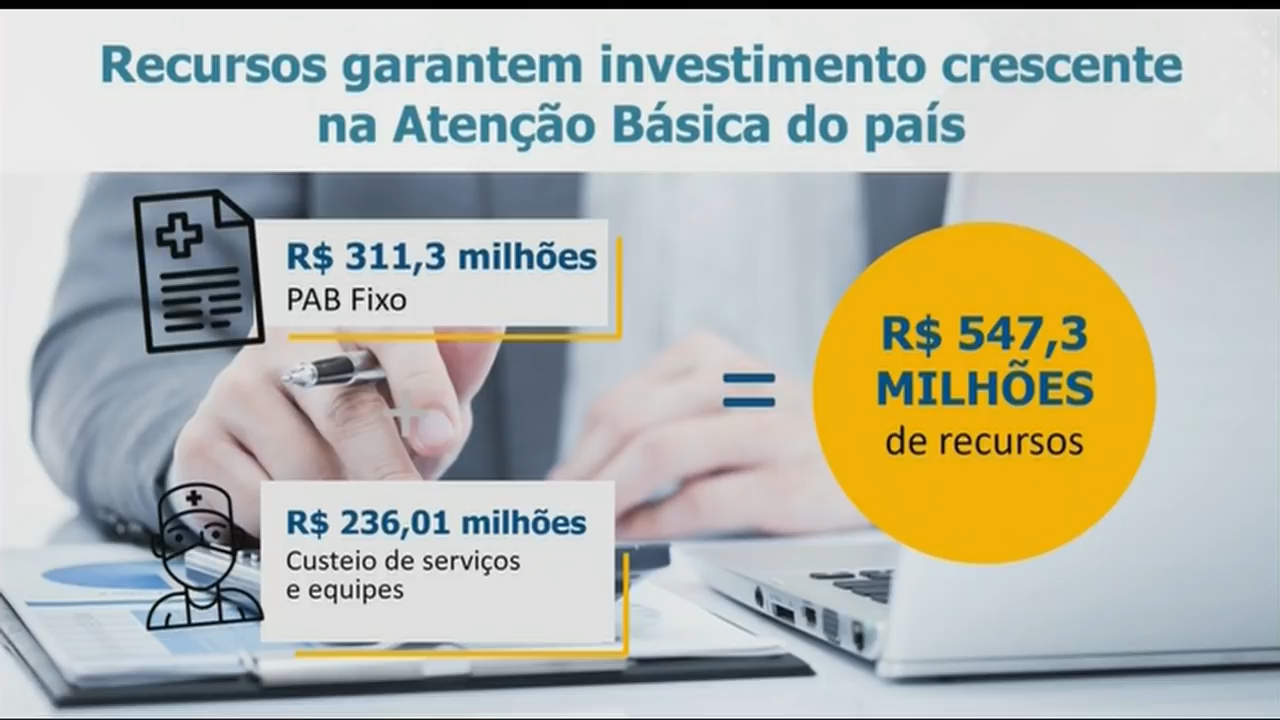 Recursos garantem investimento crescente
na Atenção Básica do país
R$ 311,3 milhões
PAB Fixo
+
R$ 236,01 milhões
Custeio de serviços
e equipes
=
R$ 547,3
MILHÕES
de recursos